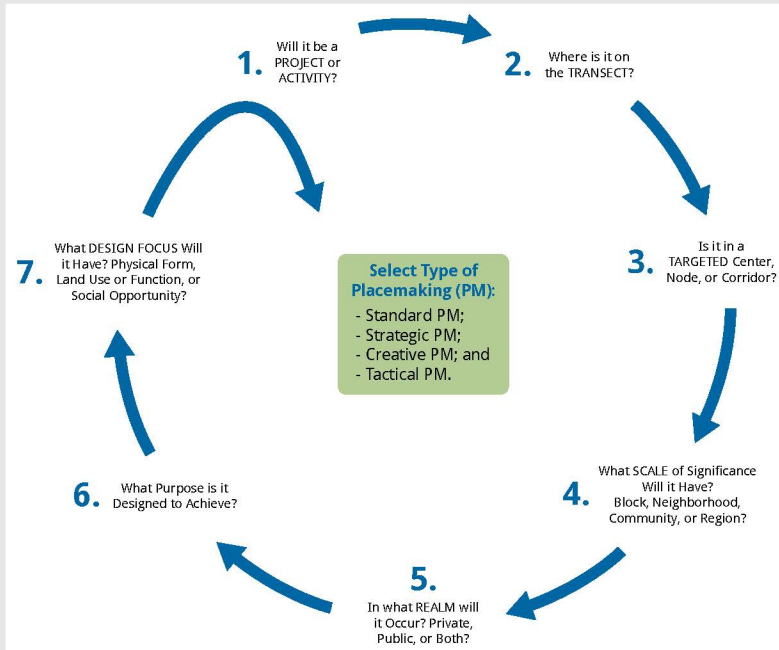 1.
Will it be a
PROJECT or
ACTIVITY?
2.
Where is it on
the TRANSECT?
3.
Is it in a
TARGETED Center,
Node, or Corridor?
4.
What SCALE of Significance
Will it Have?
Block, Neighborhood,
Community, or Region?
5.
In what REALM will
it Occur? Private,
Public, or Both?
6.
What Purpose is it
Designed to Achieve?
7.
What DESIGN FOCUS Will
it Have? Physical Form,
Land Use or Function, or
Social Opportunity?
Select Type of
Placemaking (PM):
- Standard PM;
- Strategic PM;
- Creative PM; and
- Tactical PM.